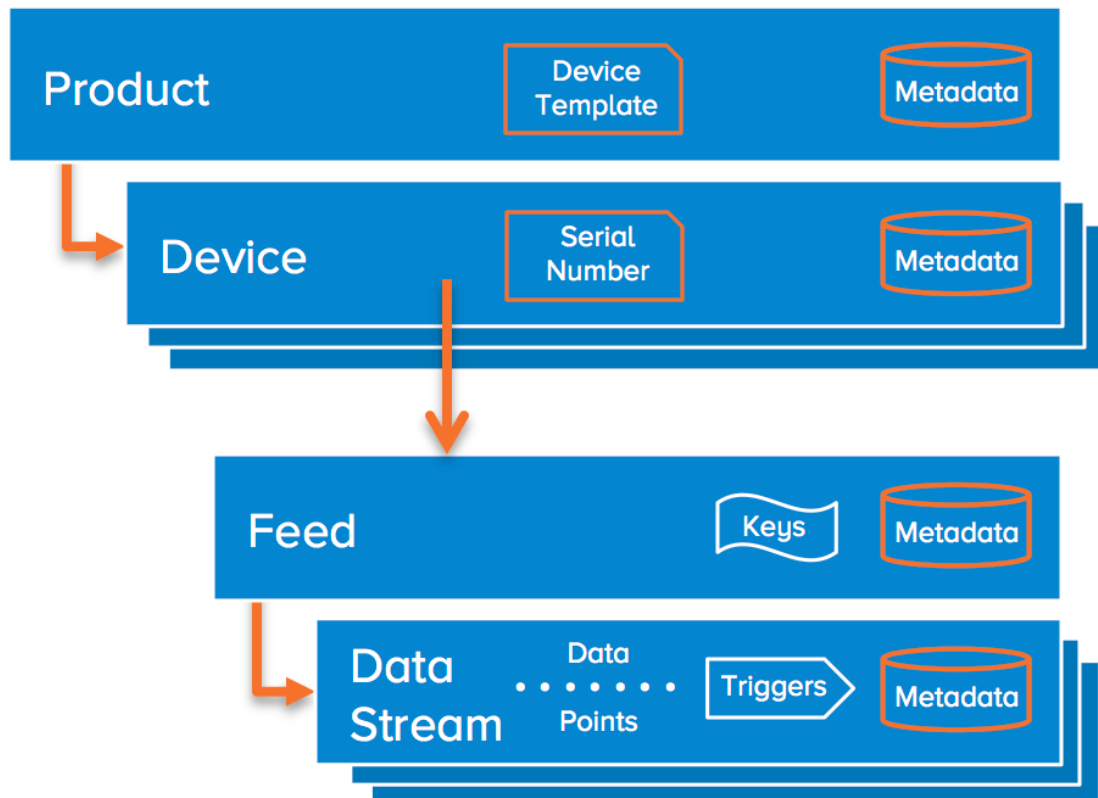 Product
Device
Template
Metadata
Device
Serial
Number
Metadata
Feed
Keys
Metadata
Data
Stream
Data
Points
Triggers
Metadata